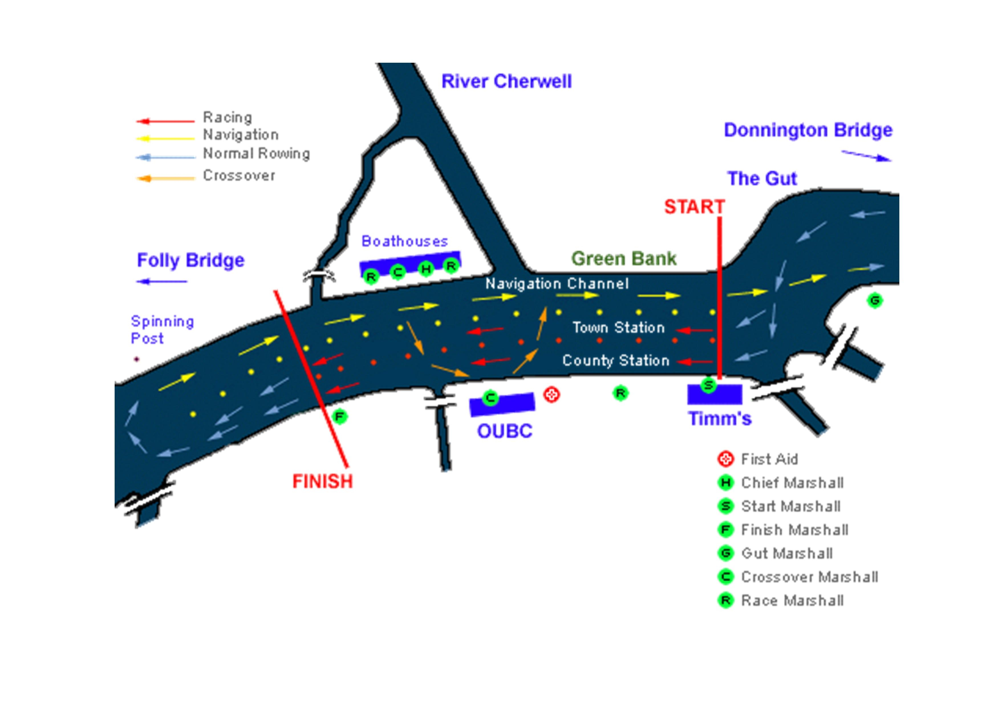 River Cherwell
Racing
Navigation
Normal Rowing
Crossover
Donnington Bridge
The Gut
START
Boathouses
R
C
H
R
Folly Bridge
Green Bank
Navigation Channel
G
Spinning
Post
Town Station
County Station
S
C
R
F
OUBC
Timm's
FINISH
First Aid
H Chief Marshall
S Start Marshall
F Finish Marshall
G Gut Marshall
C Crossover Marshall
R Race Marshall